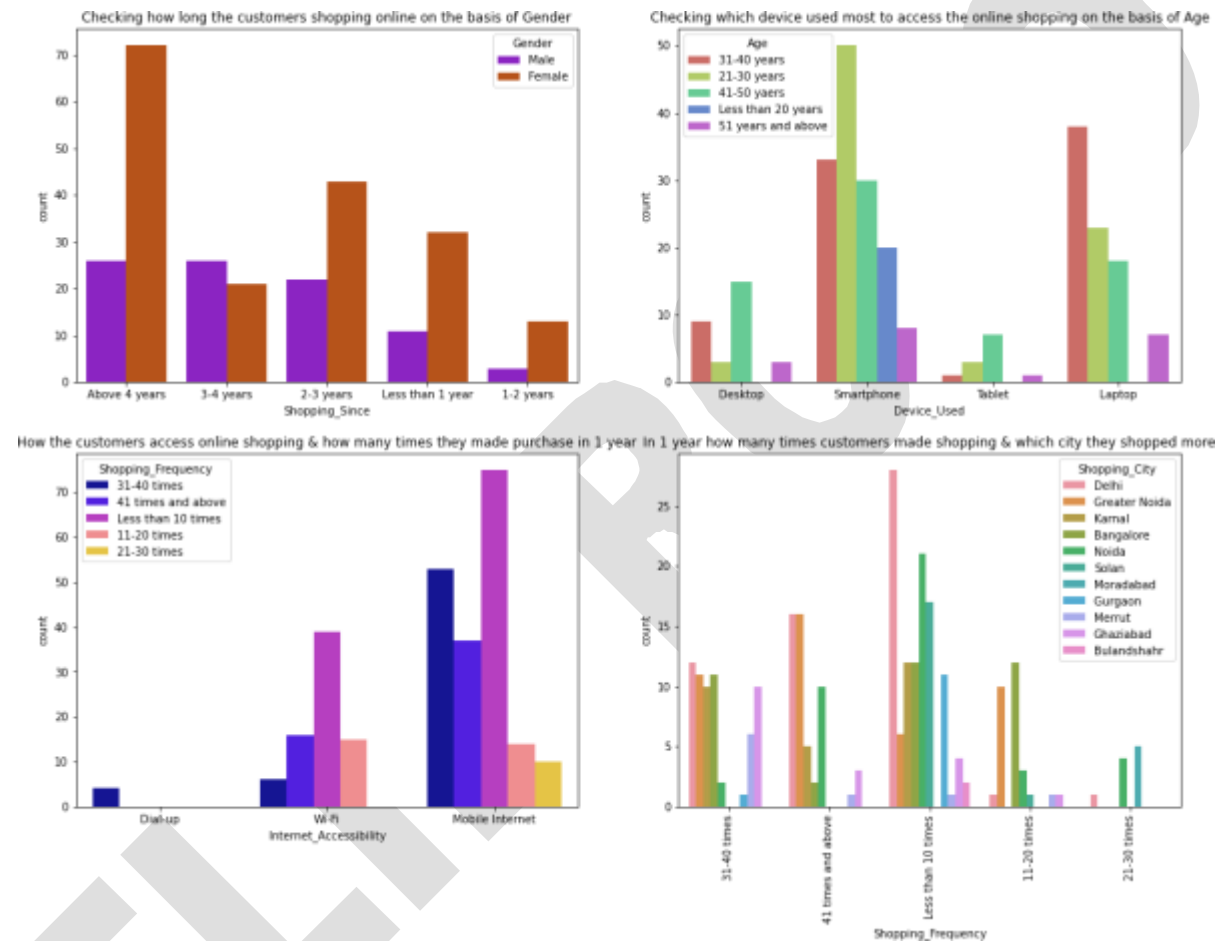 Checking how long the customers shopping online on the basis of Gender
70
60
50
40
30
20
10
0
count
Gender
Male
Female
Above 4 years
3-4 years
2-3 years
Less than 1 year
1-2 years
Shopping_Since
Checking which device used most to access the online shopping on the basis of Age
50
40
30
20
10
0
count
Age
31-40 years
21-30 years
41-50 yaers
Less than 20 years
51 years and above
Desktop
Smartphone
Tablet
Laptop
Device_Used
How the customers access online shopping & how many times they made purchase in 1 year
70
60
50
40
30
20
10
0
count
Shopping_Frequency
31-40 times
41 times and above
Less than 10 times
11-20 times
21-30 times
Dial-up
Wi-Fi
Mobile Internet
Internet_Accessibility
In 1 year how many times customers made shopping & which city they shopped more
25
20
15
10
5
0
count
Shopping_City
Delhi
Greater Noida
Karnal
Bangalore
Noida
Solan
Moradabad
Gurgaon
Merrut
Ghaziabad
Bulandshahr
31-40 times
41 times and above
Less than 10 times
11-20 times
21-30 times
Shopping_Frequency